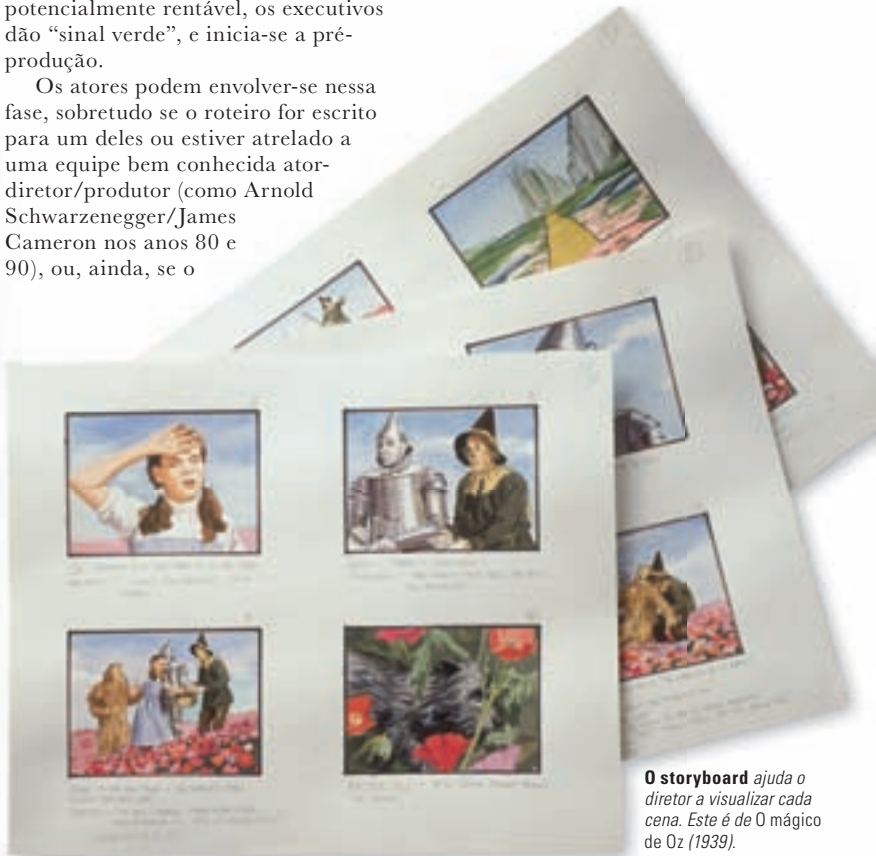 potencialmente rentável, os executivos
dão “sinal verde”, e inicia-se a pré-
produção.
Os atores podem envolver-se nessa
fase, sobretudo se o roteiro for escrito
para um deles ou estiver atrelado a
uma equipe bem conhecida ator-
diretor/produtor (como Arnold
Schwarzenegger/James
Cameron nos anos 80 e
90), ou, ainda, se o
O storyboard ajuda o
diretor a visualizar cada
cena. Este é de O mágico
de Oz (1939).